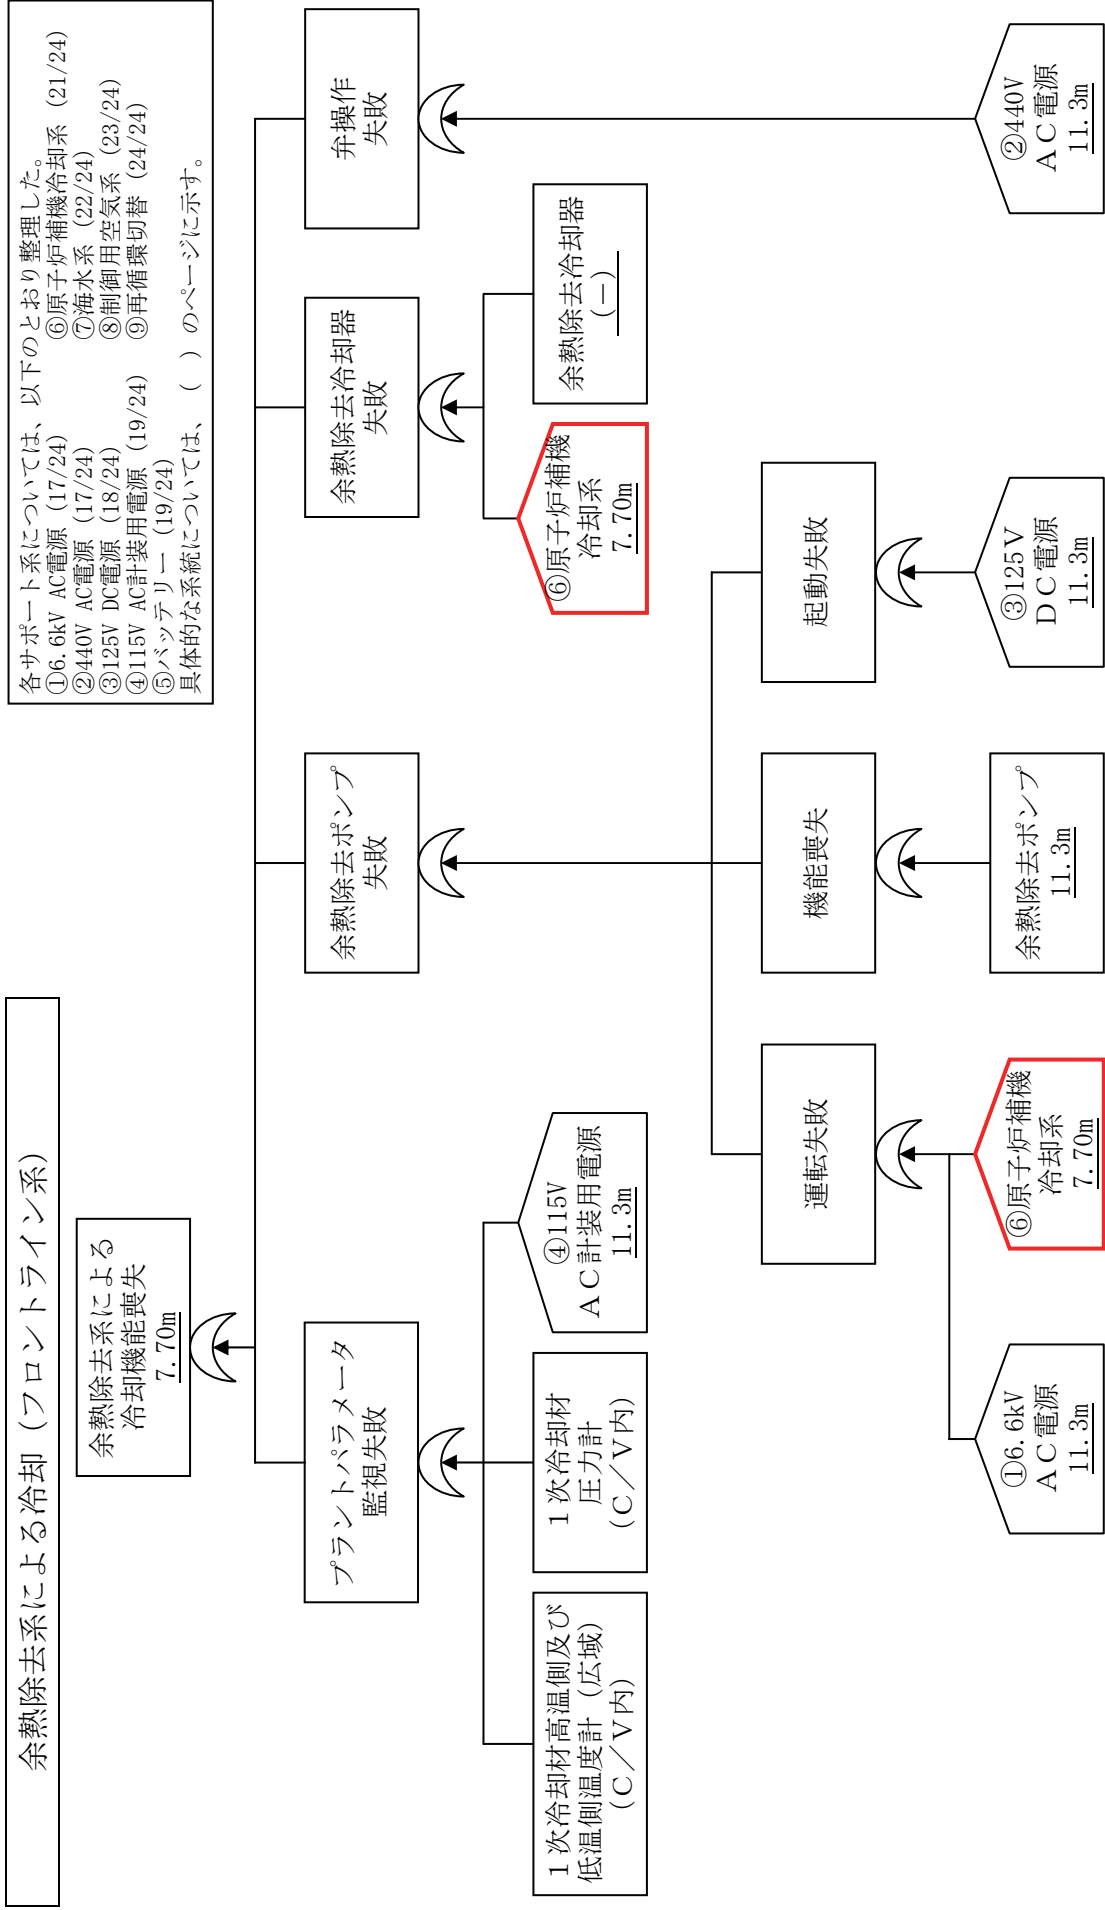 余熱除去系による冷却（フロントライン系）
各サポート系については、以下のとおり整理した。
①6.6kV AC電源（17/24）　⑥原子炉補機冷却系（21/24）
②440V AC電源（17/24）　⑦海水系（22/24）
③125V DC電源（18/24）　⑧制御用空気系（23/24）
④115V AC計装用電源（19/24）　⑨再循環切替（24/24）
⑤バッテリー（19/24）
具体的な系統については、（　）のページに示す。
余熱除去系による
冷却機能喪失
7.70m
プラントパラメータ
監視失敗
余熱除去ポンプ
失敗
余熱除去冷却器
失敗
弁操作
失敗
1次冷却材高温側及び
低温側温度計（広域）
（C／V内）
1次冷却材
圧力計
（C／V内）
④115V
AC計装用電源
11.3m
⑥原子炉補機
冷却系
7.70m
余熱除去冷却器
（－）
運転失敗
機能喪失
起動失敗
①6.6kV
AC電源
11.3m
⑥原子炉補機
冷却系
7.70m
余熱除去ポンプ
11.3m
③125V
DC電源
11.3m
②440V
AC電源
11.3m